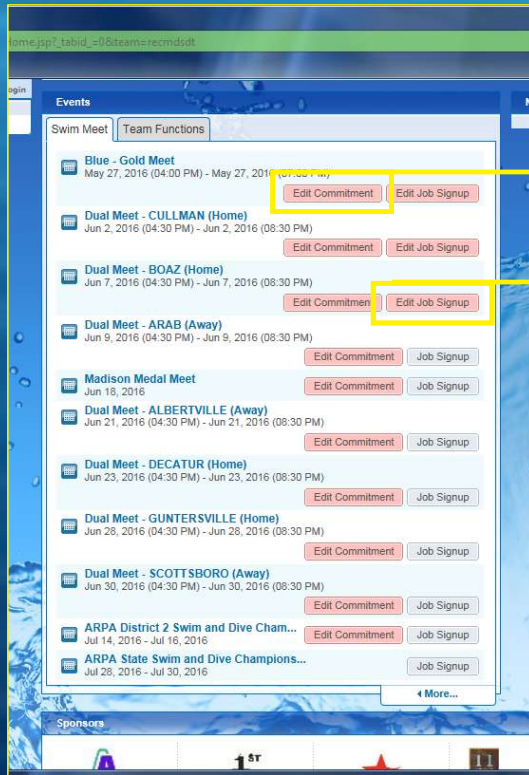 Home.jsp?_tabid_=0&team=recmdsdt
ogin
Events
Swim Meet Team Functions
Blue - Gold Meet
May 27, 2016 (04:00 PM) - May 27, 2016 (07:00 PM)
Edit Commitment Edit Job Signup
Dual Meet - CULLMAN (Home)
Jun 2, 2016 (04:30 PM) - Jun 2, 2016 (08:30 PM)
Edit Commitment Edit Job Signup
Dual Meet - BOAZ (Home)
Jun 7, 2016 (04:30 PM) - Jun 7, 2016 (08:30 PM)
Edit Commitment Edit Job Signup
Dual Meet - ARAB (Away)
Jun 9, 2016 (04:30 PM) - Jun 9, 2016 (08:30 PM)
Edit Commitment Job Signup
Madison Medal Meet
Jun 18, 2016
Edit Commitment Job Signup
Dual Meet - ALBERTVILLE (Away)
Jun 21, 2016 (04:30 PM) - Jun 21, 2016 (08:30 PM)
Edit Commitment Job Signup
Dual Meet - DECATUR (Home)
Jun 23, 2016 (04:30 PM) - Jun 23, 2016 (08:30 PM)
Edit Commitment Job Signup
Dual Meet - GUNTERSVILLE (Home)
Jun 28, 2016 (04:30 PM) - Jun 28, 2016 (08:30 PM)
Edit Commitment Job Signup
Dual Meet - SCOTTSBORO (Away)
Jun 30, 2016 (04:30 PM) - Jun 30, 2016 (08:30 PM)
Edit Commitment Job Signup
ARPA District 2 Swim and Dive Cham...
Jul 14, 2016 - Jul 16, 2016
Edit Commitment Job Signup
ARPA State Swim and Dive Champions...
Jul 28, 2016 - Jul 30, 2016
Job Signup
More...
Sponsors
1ST